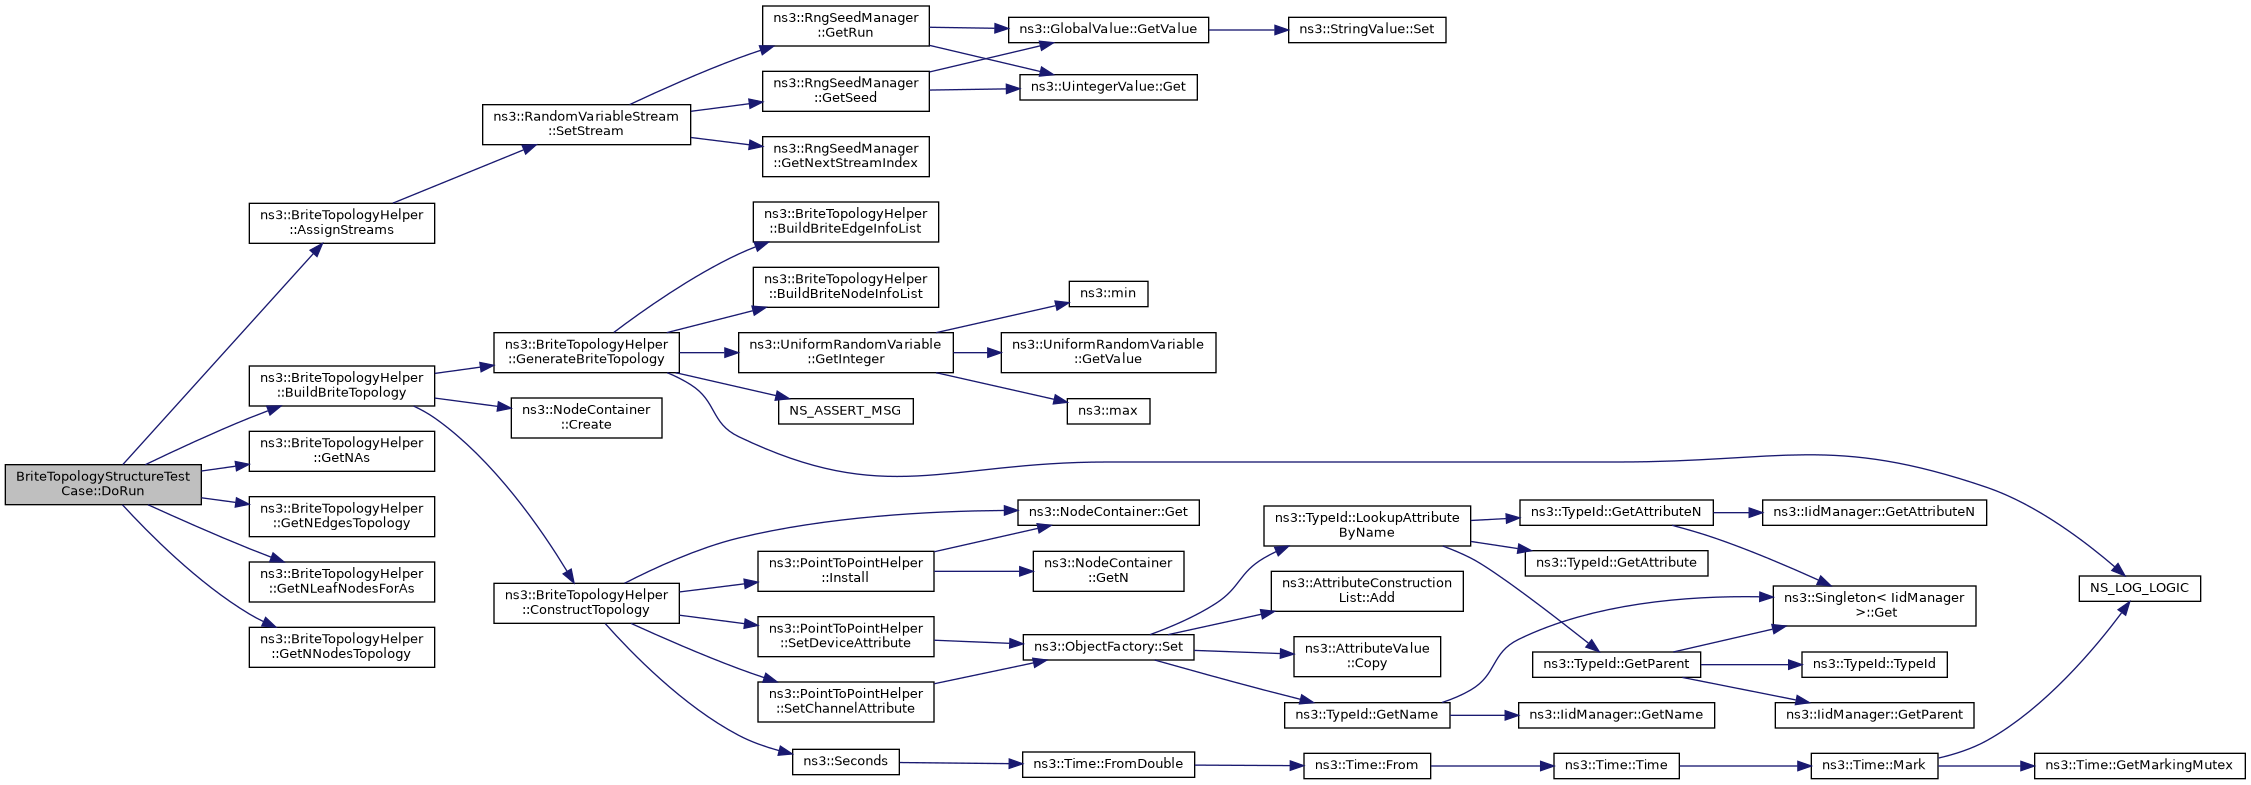 BriteTopologyStructureTest
Case::DoRun
ns3::BriteTopologyHelper
::AssignStreams
ns3::RandomVariableStream
::SetStream
ns3::RngSeedManager
::GetRun
ns3::GlobalValue::GetValue
ns3::StringValue::Set
ns3::UintegerValue::Get
ns3::RngSeedManager
::GetSeed
ns3::RngSeedManager
::GetNextStreamIndex
ns3::BriteTopologyHelper
::BuildBriteTopology
ns3::BriteTopologyHelper
::GenerateBriteTopology
ns3::BriteTopologyHelper
::BuildBriteEdgeInfoList
ns3::BriteTopologyHelper
::BuildBriteNodeInfoList
ns3::UniformRandomVariable
::GetInteger
ns3::min
ns3::UniformRandomVariable
::GetValue
ns3::max
NS_ASSERT_MSG
NS_LOG_LOGIC
ns3::NodeContainer
::Create
ns3::BriteTopologyHelper
::ConstructTopology
ns3::NodeContainer::Get
ns3::PointToPointHelper
::Install
ns3::NodeContainer
::GetN
ns3::PointToPointHelper
::SetDeviceAttribute
ns3::PointToPointHelper
::SetChannelAttribute
ns3::ObjectFactory::Set
ns3::TypeId::LookupAttribute
ByName
ns3::TypeId::GetAttributeN
ns3::IidManager::GetAttributeN
ns3::TypeId::GetAttribute
ns3::Singleton< IidManager
>::Get
ns3::TypeId::GetParent
ns3::TypeId::TypeId
ns3::IidManager::GetParent
ns3::AttributeConstruction
List::Add
ns3::AttributeValue
::Copy
ns3::TypeId::GetName
ns3::IidManager::GetName
ns3::Seconds
ns3::Time::FromDouble
ns3::Time::From
ns3::Time::Time
ns3::Time::Mark
ns3::Time::GetMarkingMutex
ns3::BriteTopologyHelper
::GetNAs
ns3::BriteTopologyHelper
::GetNEdgesTopology
ns3::BriteTopologyHelper
::GetNLeafNodesForAs
ns3::BriteTopologyHelper
::GetNNodesTopology